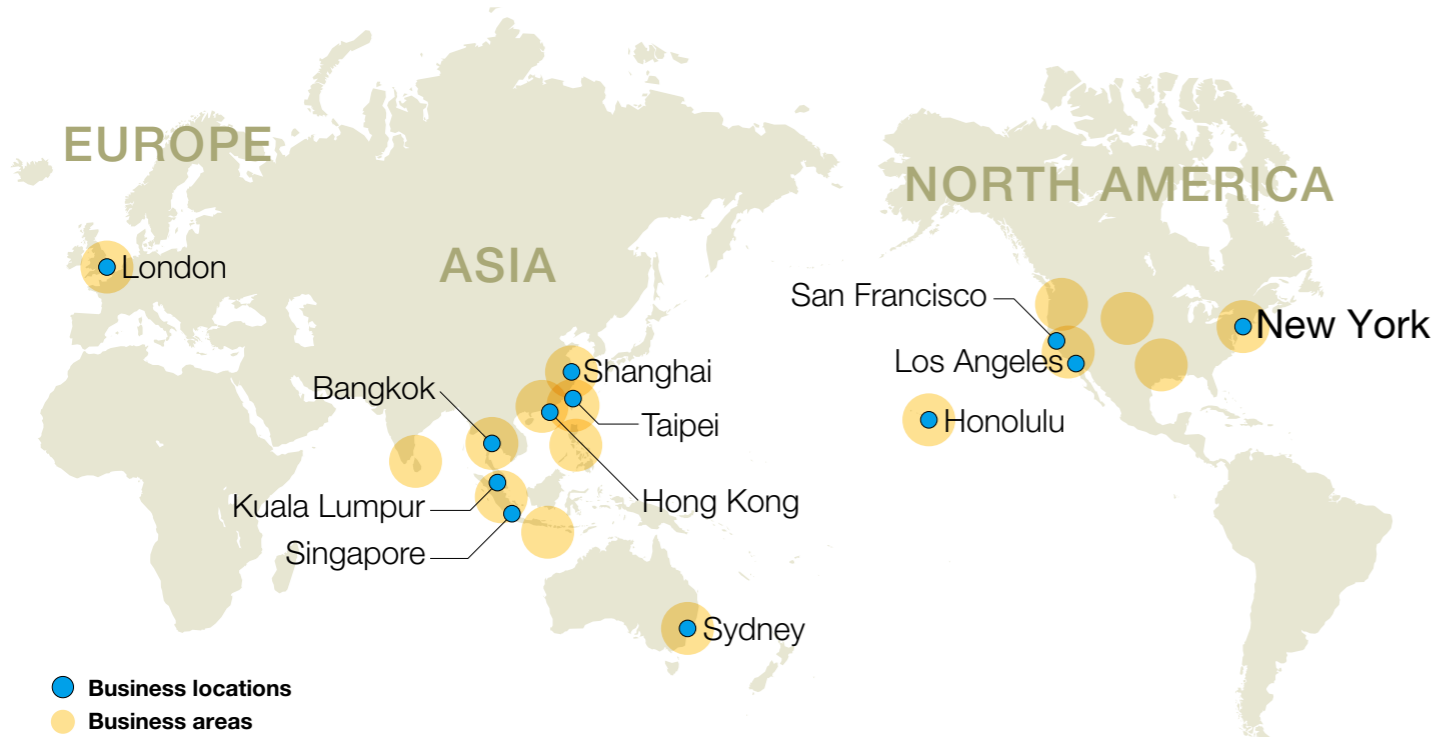 EUROPE
NORTH AMERICA
ASIA
London
San Francisco
New York
Los Angeles
Shanghai
Bangkok
Honolulu
Taipei
Hong Kong
Kuala Lumpur
Singapore
Sydney
Business locations
Business areas